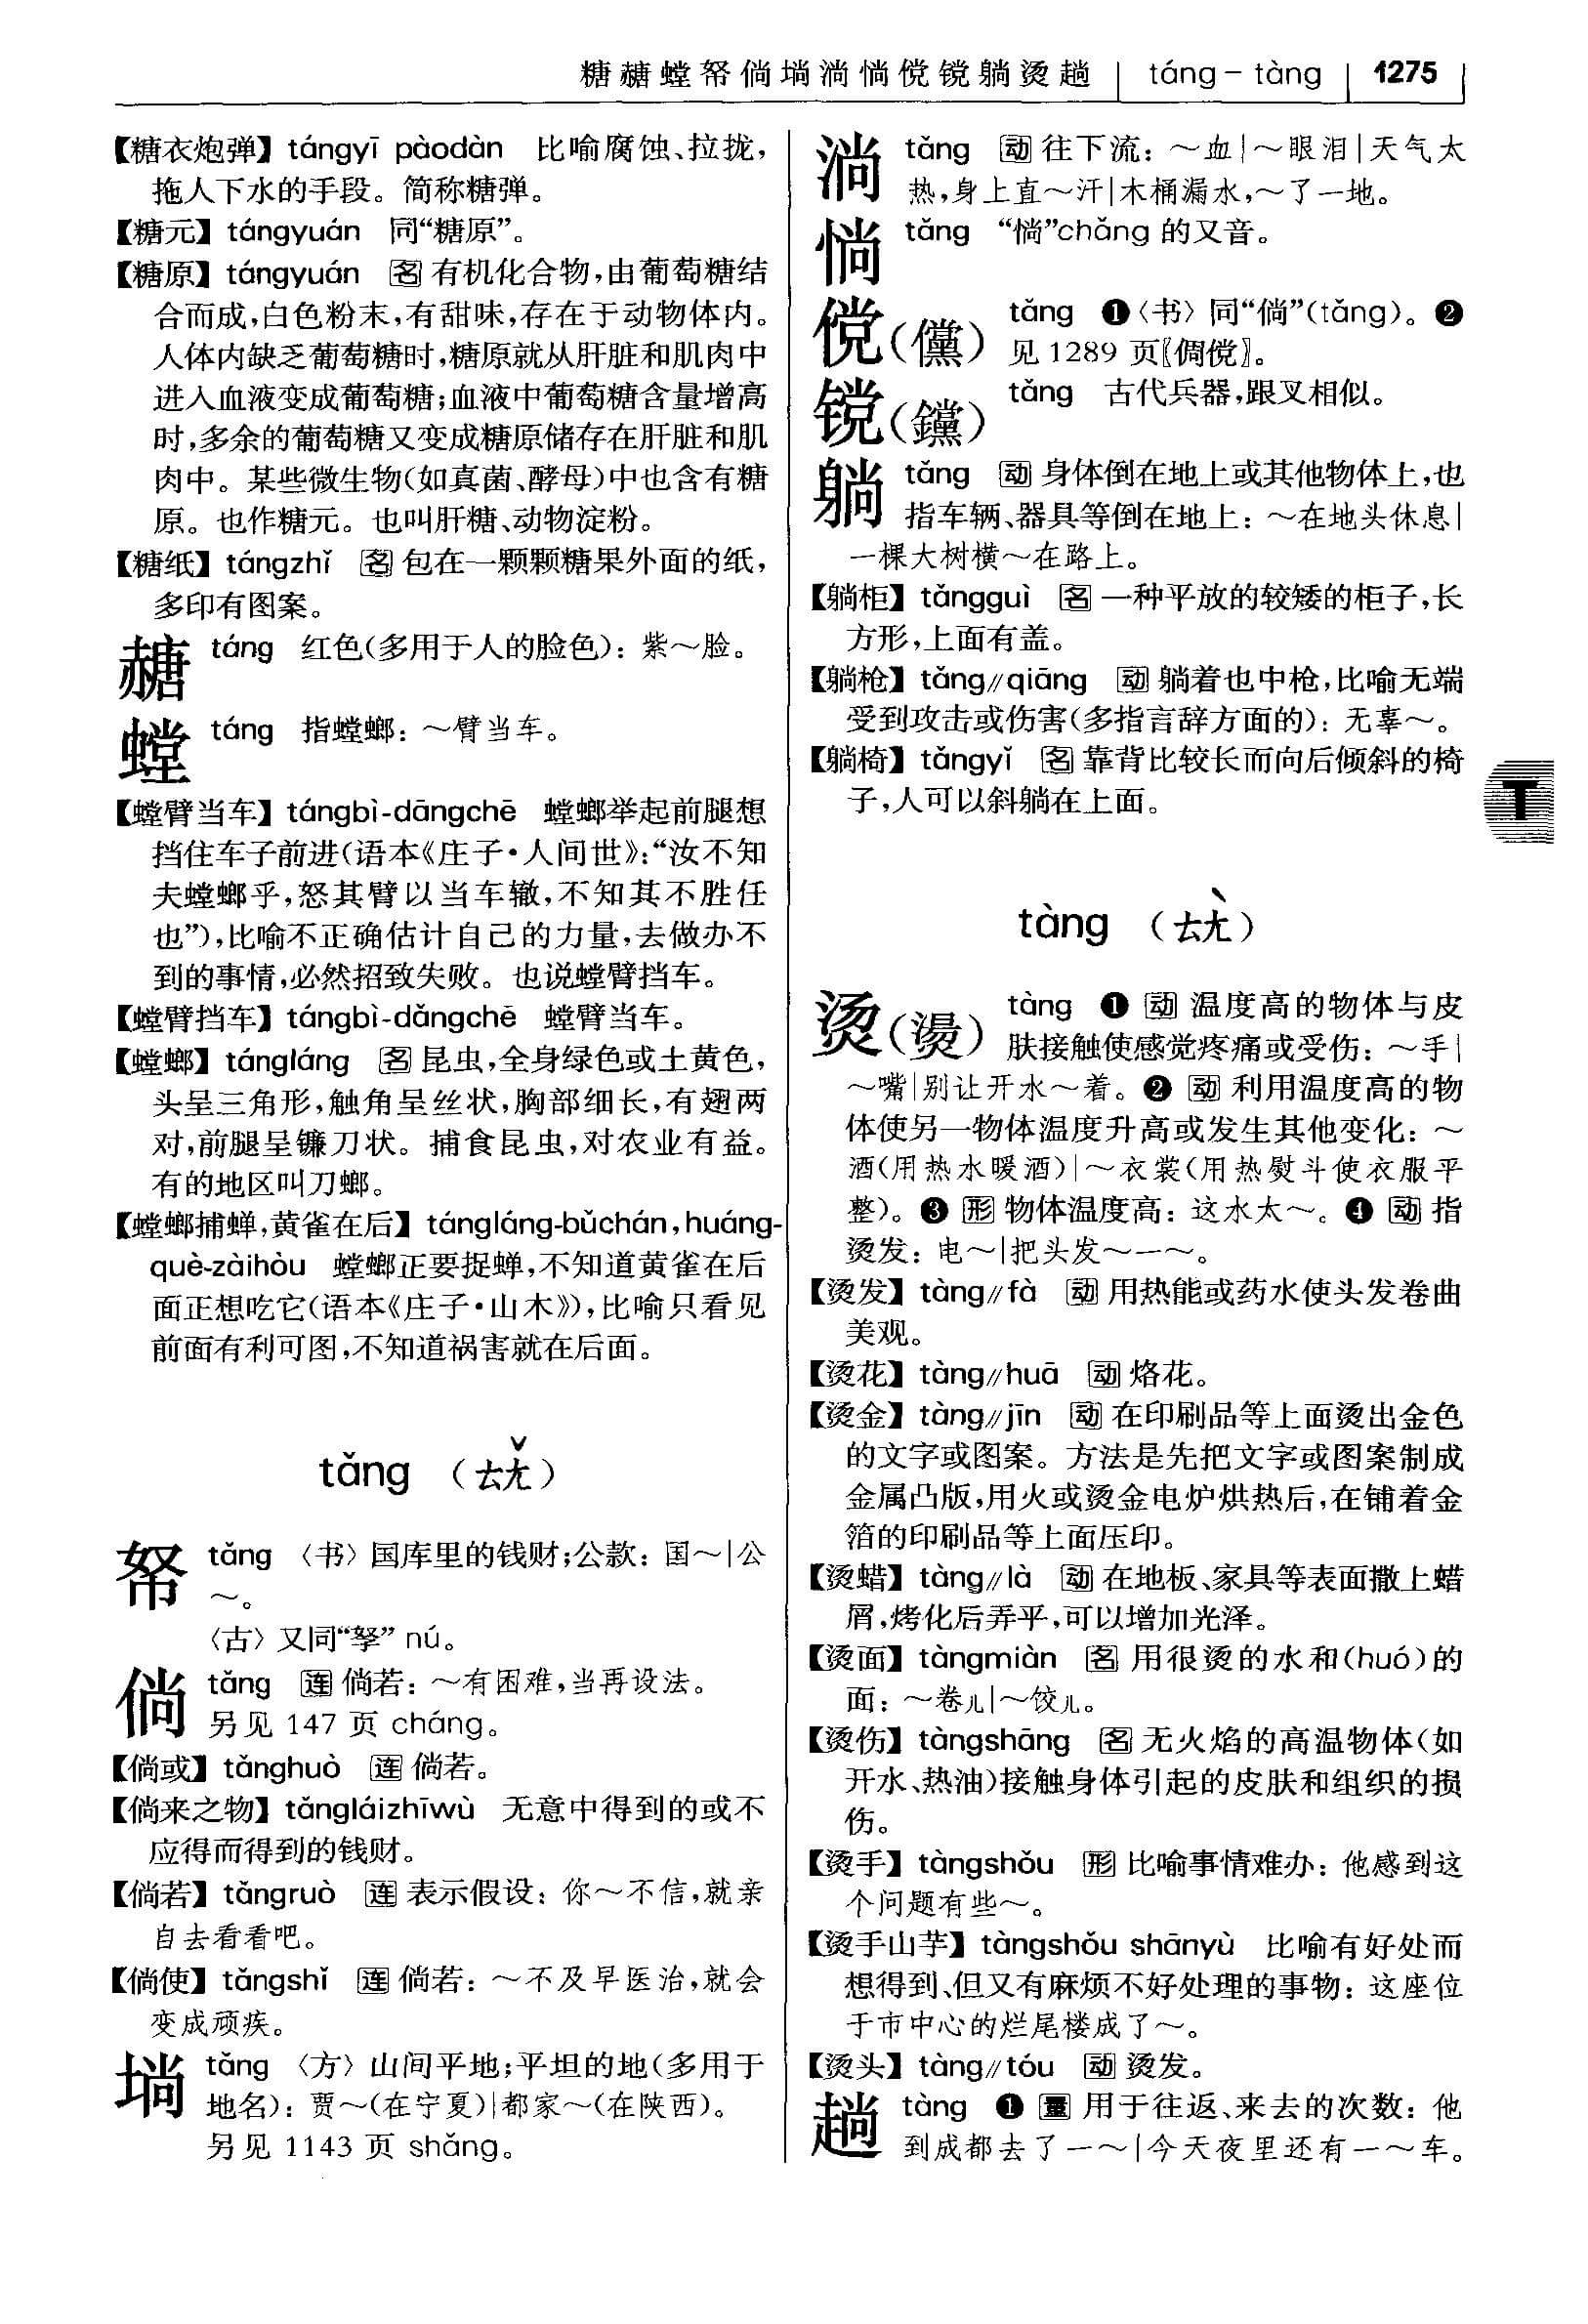 糖赯螗帑倘埫淌惝傥镋躺烫趟 táng – tàng 1275
【糖衣炮弹】tángyī pàodàn 比喻腐蚀、拉拢，
拖人下水的手段。简称糖弹。
【糖元】tángyuán 同“糖原”。
【糖原】tángyuán 名 有机化合物，由葡萄糖结
合而成，白色粉末，有甜味，存在于动物体内。
人体内缺乏葡萄糖时，糖原就从肝脏和肌肉中
进入血液变成葡萄糖；血液中葡萄糖含量增高
时，多余的葡萄糖又变成糖原储存在肝脏和肌
肉中。某些微生物（如真菌、酵母）中也含有糖
原。也作糖元。也叫肝糖、动物淀粉。
【糖纸】tángzhǐ 名 包在一颗颗糖果外面的纸，
多印有图案。
赯 táng 红色（多用于人的脸色）：紫～脸。
螳 táng 指螳螂：～臂当车。
【螳臂当车】tángbì-dāngchē 螳螂举起前腿想
挡住车子前进（语本《庄子·人间世》：“汝不知
夫螳螂乎，怒其臂以当车辙，不知其不胜任
也”），比喻不正确估计自己的力量，去做办不
到的事情，必然招致失败。也说螳臂挡车。
【螳臂挡车】tángbì-dǎngchē 螳臂当车。
【螳螂】tángláng 名 昆虫，全身绿色或土黄色，
头呈三角形，触角呈丝状，胸部细长，有翅两
对，前腿呈镰刀状。捕食昆虫，对农业有益。
有的地区叫刀螂。
【螳螂捕蝉，黄雀在后】tángláng-bǔchán，huáng-
què-zàihòu 螳螂正要捉蝉，不知道黄雀在后
面正想吃它（语本《庄子·山木》），比喻只看见
前面有利可图，不知道祸害就在后面。
tǎng （ㄊㄤˇ）
帑 tǎng 〈书〉国库里的钱财；公款：国～|公
～。
〈古〉又同“孥”nú。
倘 tǎng 连 倘若：～有困难，当再设法。
另见 147 页 cháng。
【倘或】tǎnghuò 连 倘若。
【倘来之物】tǎngláizhīwù 无意中得到的或不
应得而得到的钱财。
【倘若】tǎngruò 连 表示假设：你～不信，就亲
自去看看吧。
【倘使】tǎngshǐ 连 倘若：～不及早医治，就会
变成顽疾。
埫 tǎng 〈方〉山间平地；平坦的地（多用于
地名）：贾～（在宁夏）|都家～（在陕西）。
另见 1143 页 shǎng。
淌 tǎng 动 往下流：～血|～眼泪|天气太
热，身上直～汗|木桶漏水，～了一地。
惝 tǎng “惝”chǎng 的又音。
傥（儻） tǎng ❶〈书〉同“倘”（tǎng）。❷
见 1289 页〖倜傥〗。
镋（钂） tǎng 古代兵器，跟叉相似。
躺 tǎng 动 身体倒在地上或其他物体上，也
指车辆、器具等倒在地上：～在地头休息|
一棵大树横～在路上。
【躺柜】tǎngguì 名 一种平放的较矮的柜子，长
方形，上面有盖。
【躺枪】tǎng//qiāng 动 躺着也中枪，比喻无端
受到攻击或伤害（多指言辞方面的）：无辜～。
【躺椅】tǎngyǐ 名 靠背比较长而向后倾斜的椅
子，人可以斜躺在上面。
T
tàng （ㄊㄤˋ）
烫（燙） tàng ❶ 动 温度高的物体与皮
肤接触使感觉疼痛或受伤：～手|
～嘴|别让开水～着。❷ 动 利用温度高的物
体使另一物体温度升高或发生其他变化：～
酒（用热水暖酒）|～衣裳（用热熨斗使衣服平
整）。❸ 形 物体温度高：这水太～。❹ 动 指
烫发：电～|把头发～一～。
【烫发】tàng//fà 动 用热能或药水使头发卷曲
美观。
【烫花】tàng//huā 动 烙花。
【烫金】tàng//jīn 动 在印刷品等上面烫出金色
的文字或图案。方法是先把文字或图案制成
金属凸版，用火或烫金电炉烘热后，在铺着金
箔的印刷品等上面压印。
【烫蜡】tàng//là 动 在地板、家具等表面撒上蜡
屑，烤化后弄平，可以增加光泽。
【烫面】tàngmiàn 名 用很烫的水和（huó）的
面：～卷儿|～饺儿。
【烫伤】tàngshāng 名 无火焰的高温物体（如
开水、热油）接触身体引起的皮肤和组织的损
伤。
【烫手】tàngshǒu 形 比喻事情难办：他感到这
个问题有些～。
【烫手山芋】tàngshǒu shānyù 比喻有好处而
想得到、但又有麻烦不好处理的事物：这座位
于市中心的烂尾楼成了～。
【烫头】tàng//tóu 动 烫发。
趟 tàng ❶ 量 用于往返、来去的次数：他
到成都去了一～|今天夜里还有一～车。